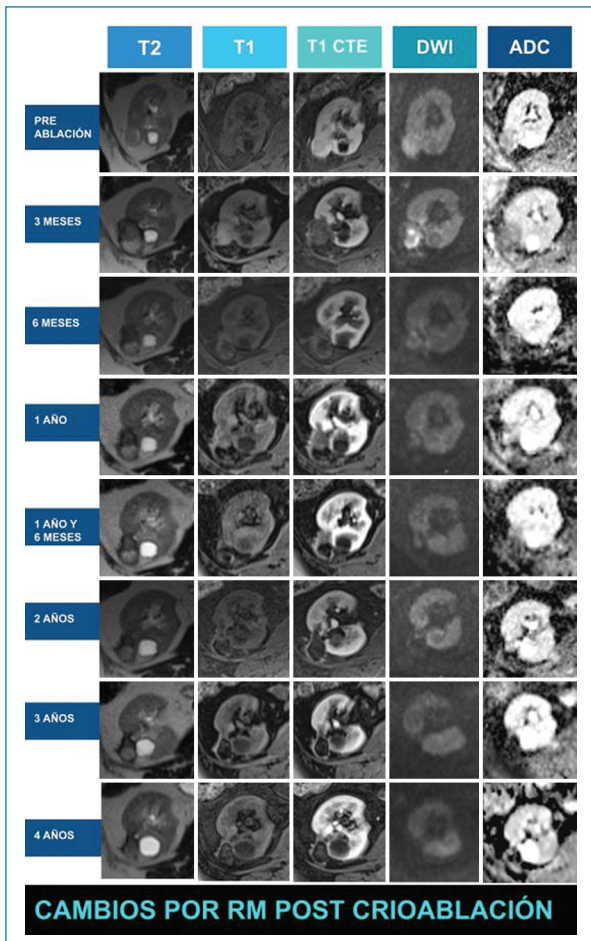 T2 T1 T1 CTE DWI ADC
PRE
ABLACIÓN
3 MESES
6 MESES
1 AÑO
1 AÑO Y
6 MESES
2 AÑOS
3 AÑOS
4 AÑOS
CAMBIOS POR RM POST CRIOABLACIÓN